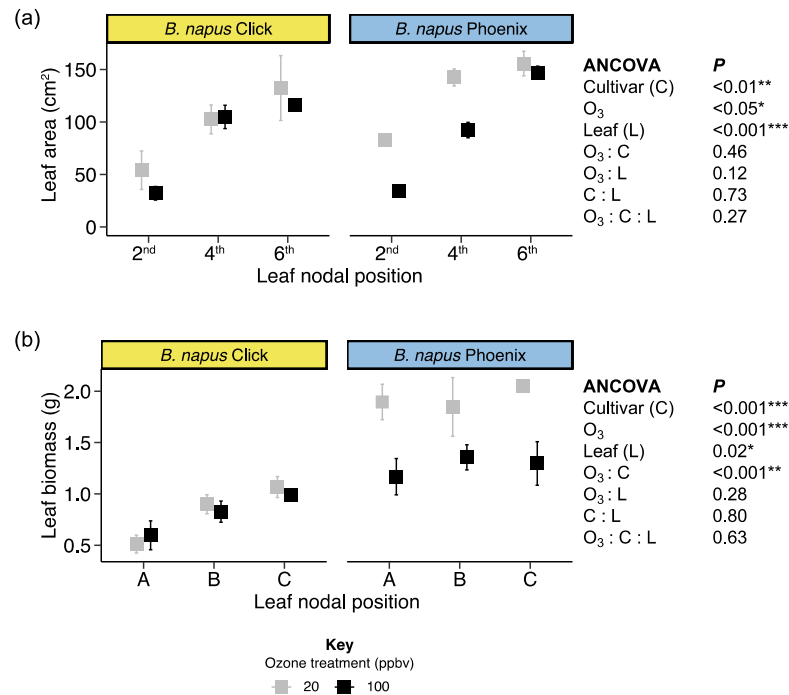 (a)
B. napus Click
B. napus Phoenix
Leaf area (cm²)
150
100
50
0
2nd 4th 6th
2nd 4th 6th
Leaf nodal position
ANCOVA P
Cultivar (C) <0.01**
O₃ <0.05*
Leaf (L) <0.001***
O₃ : C 0.46
O₃ : L 0.12
C : L 0.73
O₃ : C : L 0.27
(b)
B. napus Click
B. napus Phoenix
Leaf biomass (g)
2.0
1.5
1.0
0.5
A B C
A B C
Leaf nodal position
ANCOVA P
Cultivar (C) <0.001***
O₃ <0.001***
Leaf (L) 0.02*
O₃ : C <0.001**
O₃ : L 0.28
C : L 0.80
O₃ : C : L 0.63
Key
Ozone treatment (ppbv)
20 100